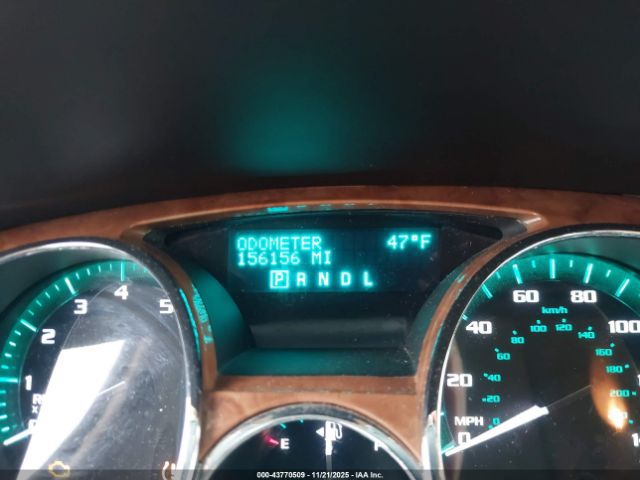 ODOMETER 47°F
156156 MI
P R N D L
1 2 3 4 5
0 20 40 60 80 100
km/h
20 40 60 80 100 120 140 160 180 200
MPH
E
000-43770509 - 11/21/2025 - IAA Inc.